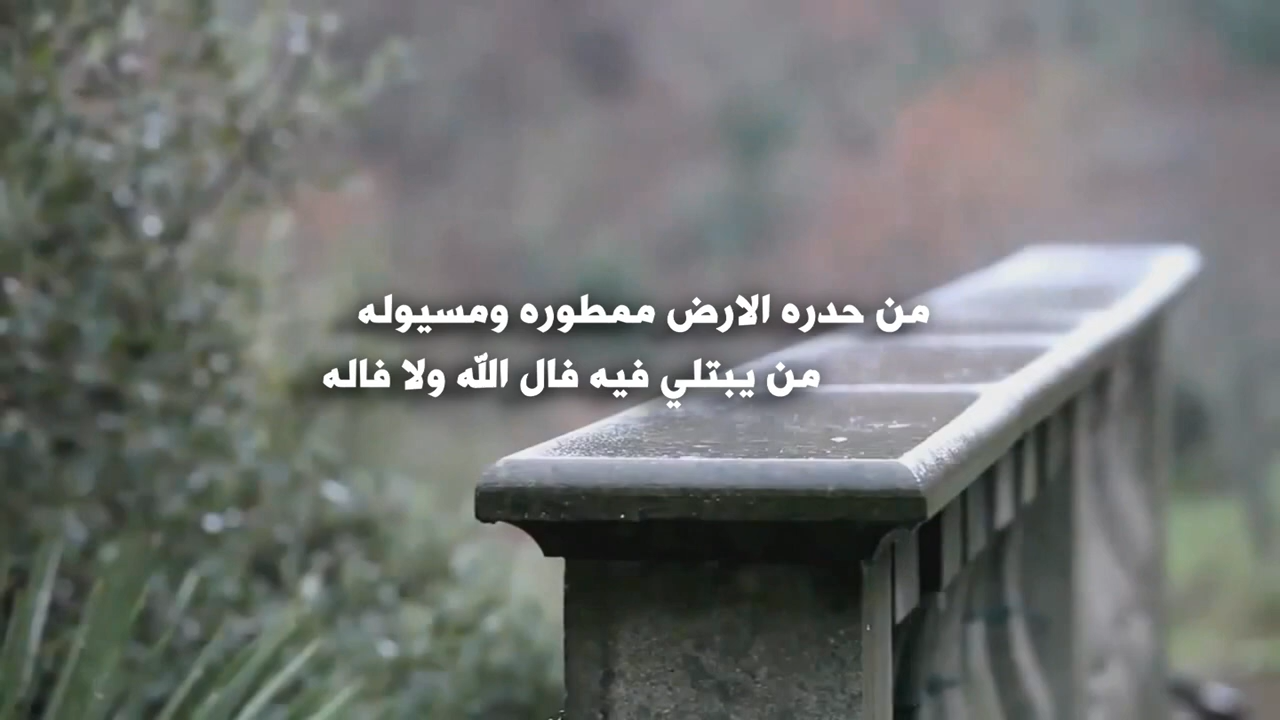 من حدره الارض ممطوره ومسيوله
من يبتلي فيه فال الله ولا فاله